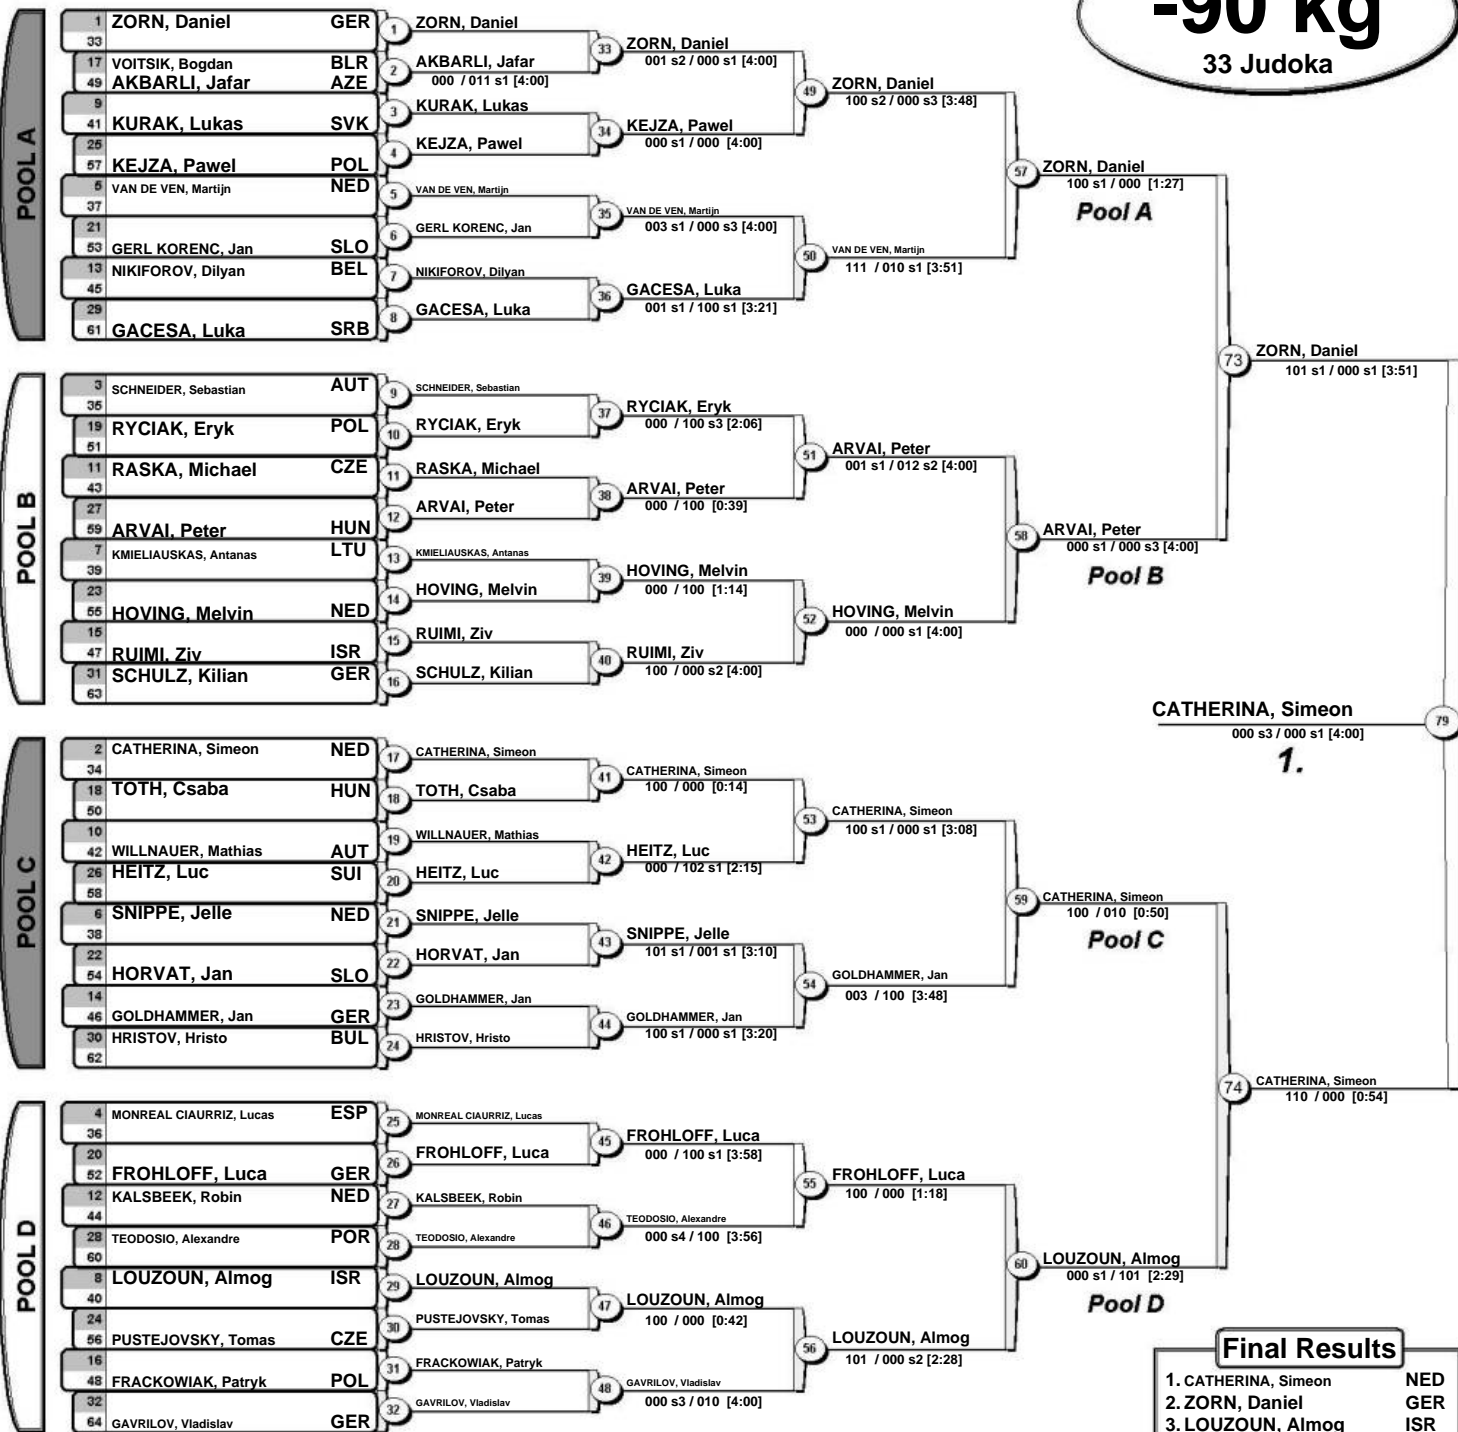 -90 kg
33 Judoka
POOL A
1 ZORN, Daniel GER
33
17 VOITSIK, Bogdan BLR
49 AKBARLI, Jafar AZE
9
41 KURAK, Lukas SVK
25
57 KEJZA, Pawel POL
5 VAN DE VEN, Martijn NED
37
21
53 GERL KORENC, Jan SLO
13 NIKIFOROV, Dilyan BEL
45
29
61 GACESA, Luka SRB
1 ZORN, Daniel
2 AKBARLI, Jafar
000 / 011 s1 [4:00]
3 KURAK, Lukas
4 KEJZA, Pawel
5 VAN DE VEN, Martijn
6 GERL KORENC, Jan
7 NIKIFOROV, Dilyan
8 GACESA, Luka
33 ZORN, Daniel
001 s2 / 000 s1 [4:00]
34 KEJZA, Pawel
000 s1 / 000 [4:00]
35 VAN DE VEN, Martijn
003 s1 / 000 s3 [4:00]
36 GACESA, Luka
001 s1 / 100 s1 [3:21]
49 ZORN, Daniel
100 s2 / 000 s3 [3:48]
50 VAN DE VEN, Martijn
111 / 010 s1 [3:51]
57 ZORN, Daniel
100 s1 / 000 [1:27]
Pool A
POOL B
3 SCHNEIDER, Sebastian AUT
35
19 RYCIAK, Eryk POL
51
11 RASKA, Michael CZE
43
27
59 ARVAI, Peter HUN
7 KMIELIAUSKAS, Antanas LTU
39
23
55 HOVING, Melvin NED
15
47 RUIMI, Ziv ISR
31 SCHULZ, Kilian GER
63
9 SCHNEIDER, Sebastian
10 RYCIAK, Eryk
11 RASKA, Michael
12 ARVAI, Peter
13 KMIELIAUSKAS, Antanas
14 HOVING, Melvin
15 RUIMI, Ziv
16 SCHULZ, Kilian
37 RYCIAK, Eryk
000 / 100 s3 [2:06]
38 ARVAI, Peter
000 / 100 [0:39]
39 HOVING, Melvin
000 / 100 [1:14]
40 RUIMI, Ziv
100 / 000 s2 [4:00]
51 ARVAI, Peter
001 s1 / 012 s2 [4:00]
52 HOVING, Melvin
000 / 000 s1 [4:00]
58 ARVAI, Peter
000 s1 / 000 s3 [4:00]
Pool B
73 ZORN, Daniel
101 s1 / 000 s1 [3:51]
CATHERINA, Simeon 79
000 s3 / 000 s1 [4:00]
1.
POOL C
2 CATHERINA, Simeon NED
34
18 TOTH, Csaba HUN
50
10
42 WILLNAUER, Mathias AUT
26 HEITZ, Luc SUI
58
6 SNIPPE, Jelle NED
38
22
54 HORVAT, Jan SLO
14
46 GOLDHAMMER, Jan GER
30 HRISTOV, Hristo BUL
62
17 CATHERINA, Simeon
18 TOTH, Csaba
19 WILLNAUER, Mathias
20 HEITZ, Luc
21 SNIPPE, Jelle
22 HORVAT, Jan
23 GOLDHAMMER, Jan
24 HRISTOV, Hristo
41 CATHERINA, Simeon
100 / 000 [0:14]
42 HEITZ, Luc
000 / 102 s1 [2:15]
43 SNIPPE, Jelle
101 s1 / 001 s1 [3:10]
44 GOLDHAMMER, Jan
100 s1 / 000 s1 [3:20]
53 CATHERINA, Simeon
100 s1 / 000 s1 [3:08]
54 GOLDHAMMER, Jan
003 / 100 [3:48]
59 CATHERINA, Simeon
100 / 010 [0:50]
Pool C
POOL D
4 MONREAL CIAURRIZ, Lucas ESP
36
20
52 FROHLOFF, Luca GER
12 KALSBEEK, Robin NED
44
28 TEODOSIO, Alexandre POR
60
8 LOUZOUN, Almog ISR
40
24
56 PUSTEJOVSKY, Tomas CZE
16
48 FRACKOWIAK, Patryk POL
32
64 GAVRILOV, Vladislav GER
25 MONREAL CIAURRIZ, Lucas
26 FROHLOFF, Luca
27 KALSBEEK, Robin
28 TEODOSIO, Alexandre
29 LOUZOUN, Almog
30 PUSTEJOVSKY, Tomas
31 FRACKOWIAK, Patryk
32 GAVRILOV, Vladislav
45 FROHLOFF, Luca
000 / 100 s1 [3:58]
46 TEODOSIO, Alexandre
000 s4 / 100 [3:56]
47 LOUZOUN, Almog
100 / 000 [0:42]
48 GAVRILOV, Vladislav
000 s3 / 010 [4:00]
55 FROHLOFF, Luca
100 / 000 [1:18]
56 LOUZOUN, Almog
101 / 000 s2 [2:28]
60 LOUZOUN, Almog
000 s1 / 101 [2:29]
Pool D
74 CATHERINA, Simeon
110 / 000 [0:54]
Final Results
1. CATHERINA, Simeon NED
2. ZORN, Daniel GER
3. LOUZOUN, Almog ISR